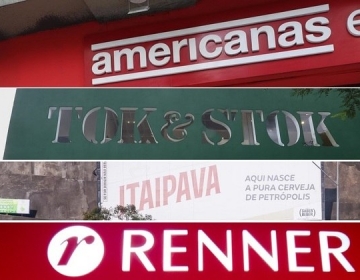 americanas
TOK&STOK
ITAIPAVA
AQUI NASCE
A PURA CERVEJA
DE PETRÓPOLIS
r RENNER